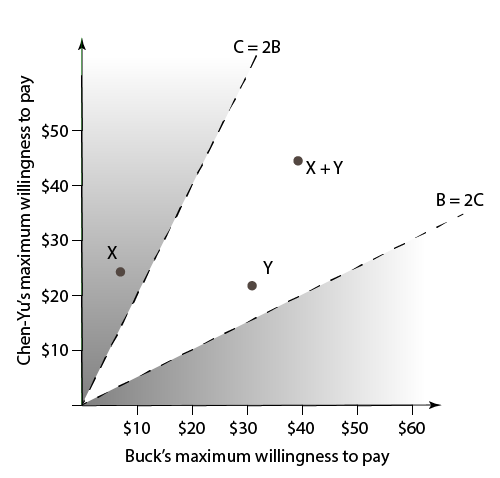 C = 2B
Chen-Yu's maximum willingness to pay
$50
$40
$30
$20
$10
X + Y
B = 2C
X
Y
$10
$20
$30
$40
$50
$60
Buck's maximum willingness to pay